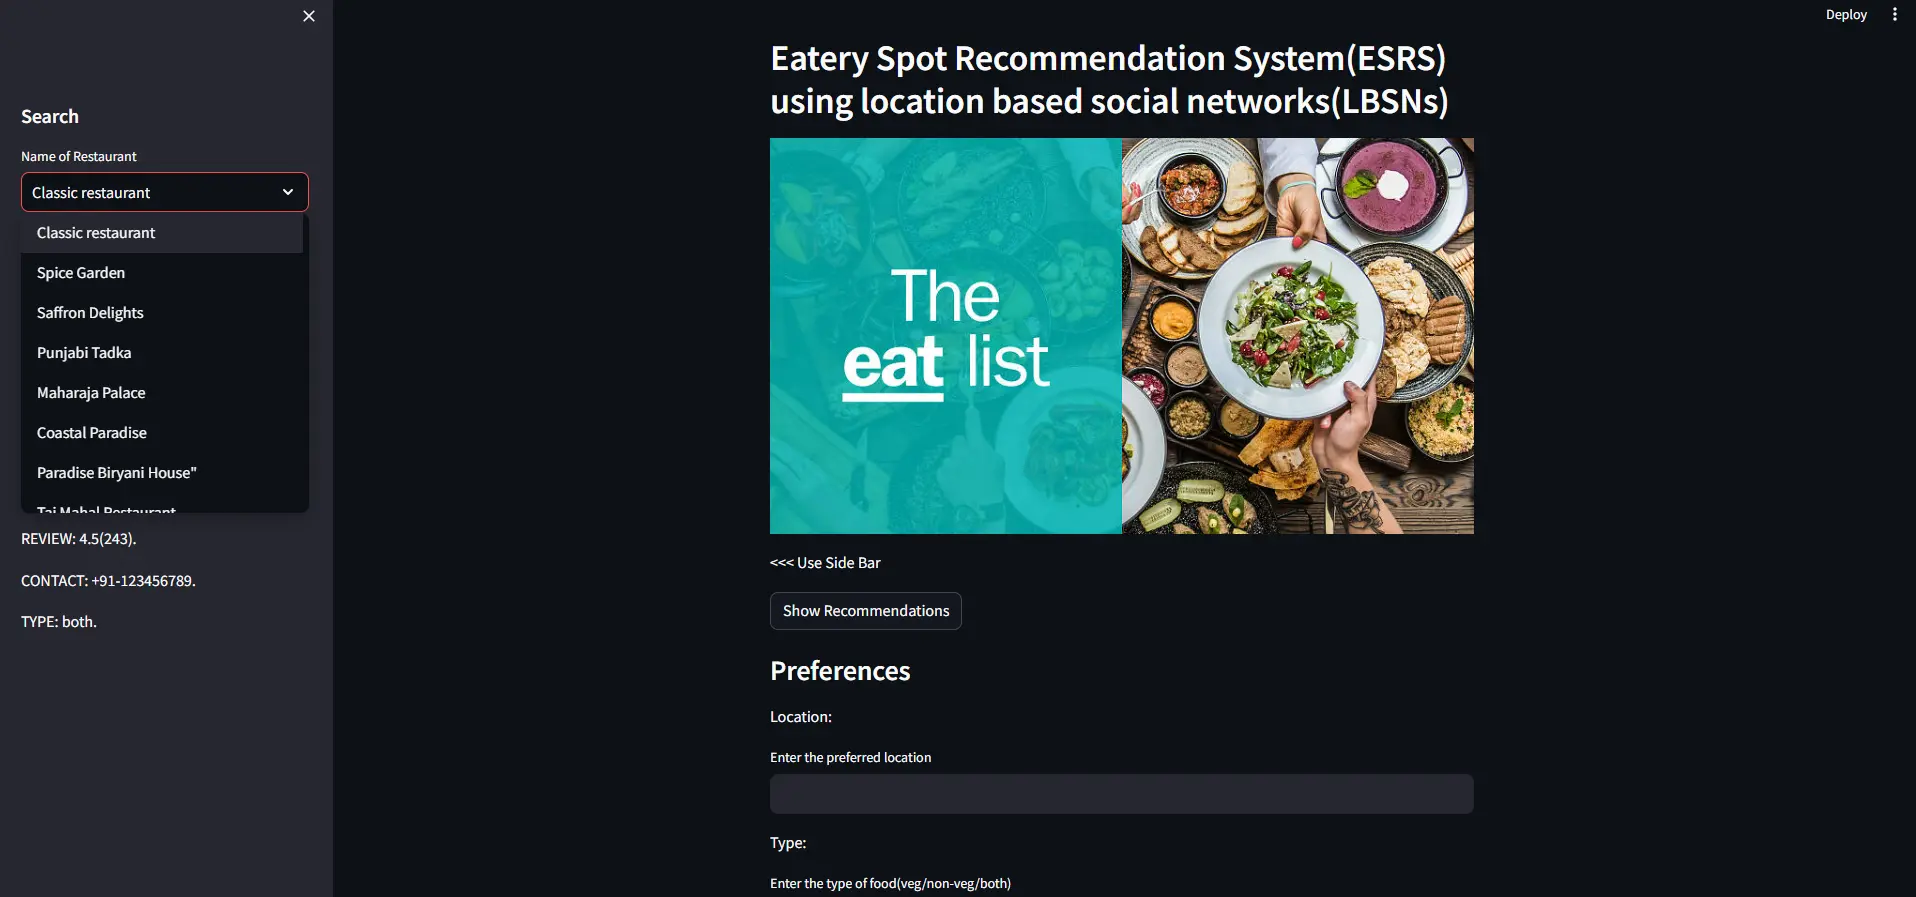 Search
Name of Restaurant
Classic restaurant
Classic restaurant
Spice Garden
Saffron Delights
Punjabi Tadka
Maharaja Palace
Coastal Paradise
Paradise Biryani House"
Taj Mahal Restaurant
REVIEW: 4.5(243).
CONTACT: +91-123456789.
TYPE: both.
Deploy
Eatery Spot Recommendation System(ESRS)
using location based social networks(LBSNs)
The
eat list
<<< Use Side Bar
Show Recommendations
Preferences
Location:
Enter the preferred location
Type:
Enter the type of food(veg/non-veg/both)